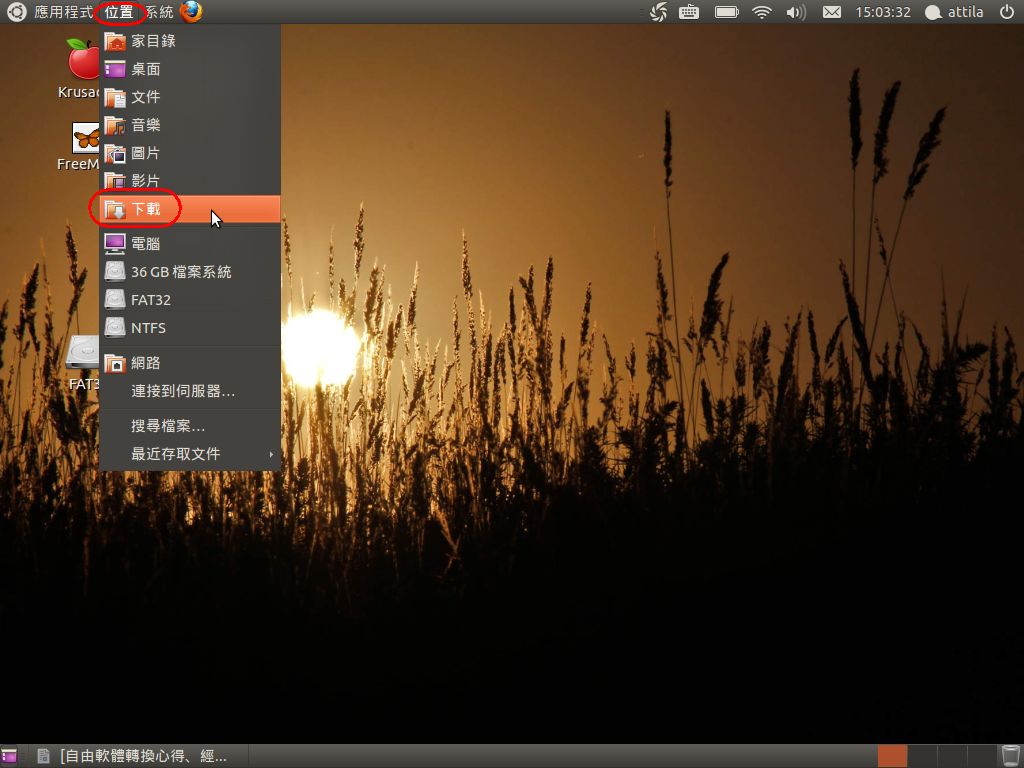 應用程式 位置 系統 15:03:32 attila
家目錄
桌面
文件
音樂
圖片
影片
下載
電腦
36 GB 檔案系統
FAT32
NTFS
網路
連接到伺服器...
搜尋檔案...
最近存取文件
Krusa
FreeM
FAT3
[自由軟體轉換心得、經...